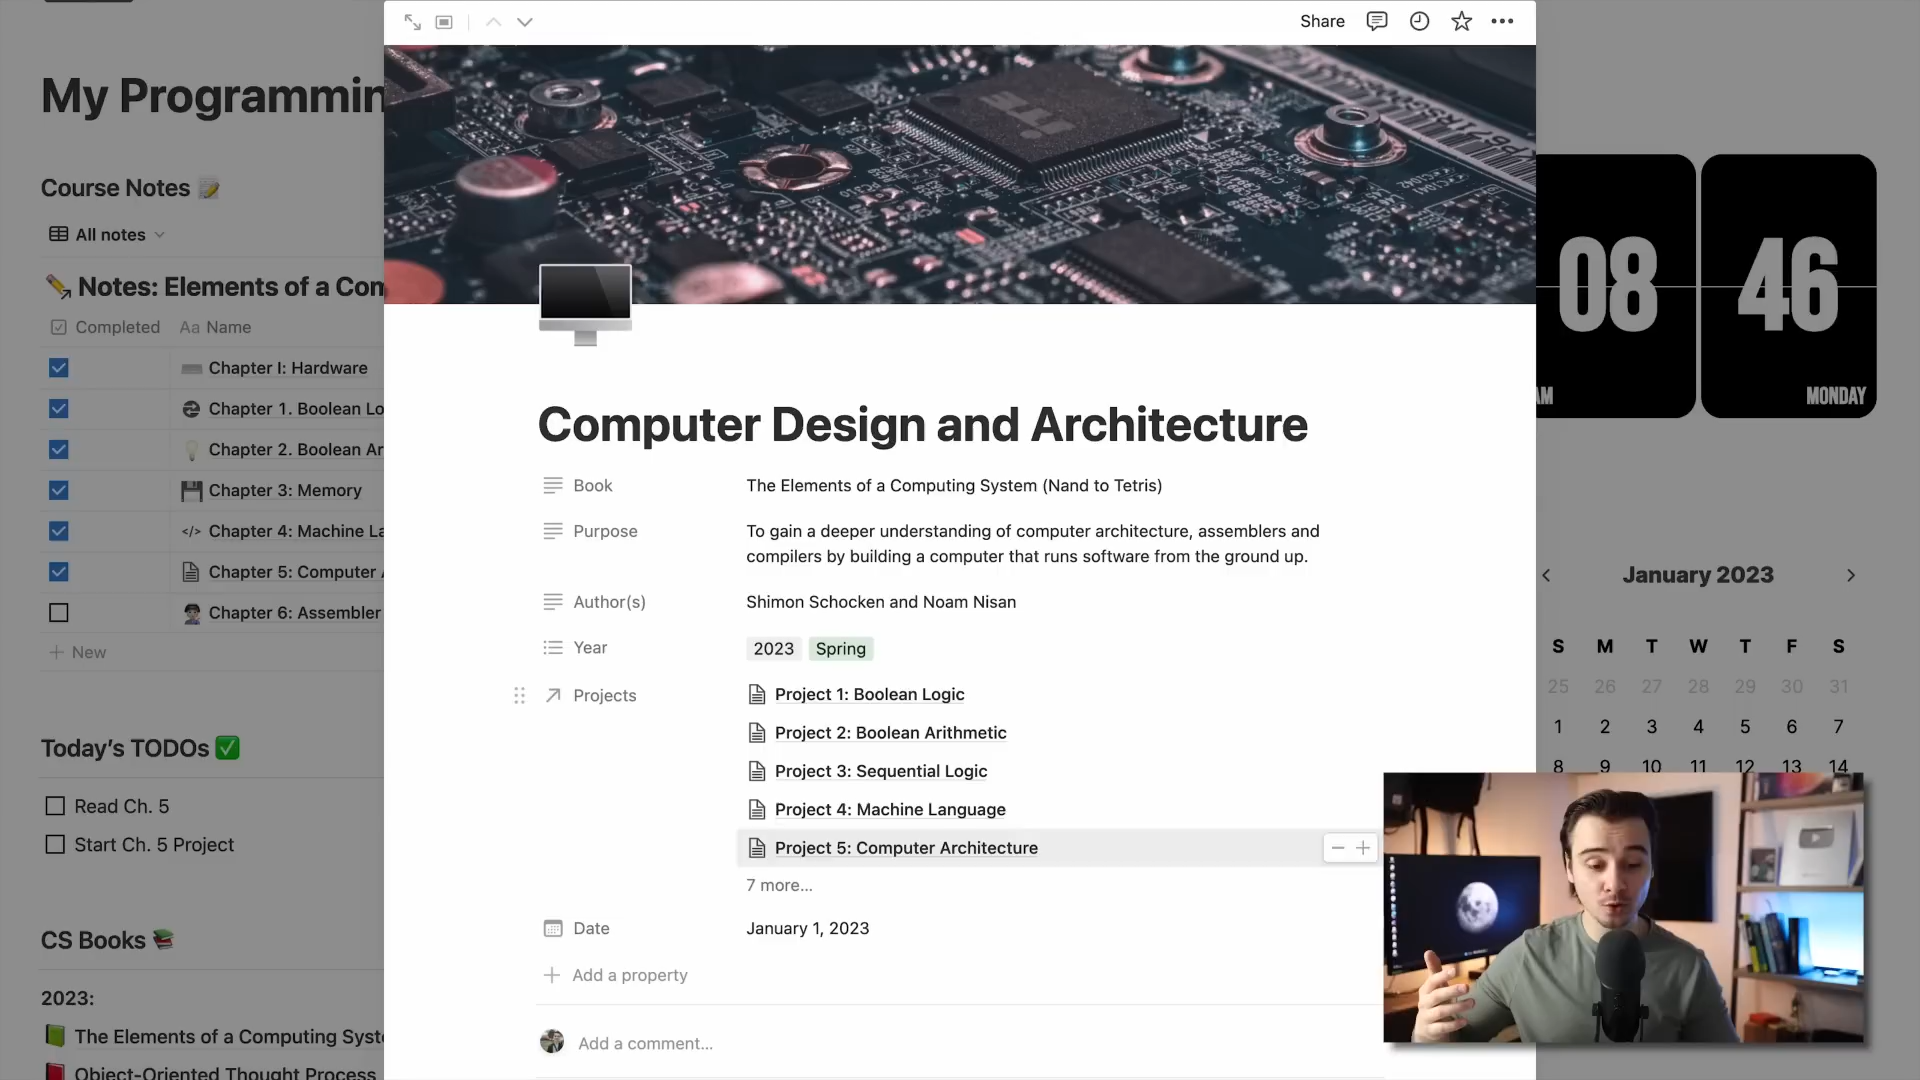 Share
My Programmin
Course Notes
All notes
Notes: Elements of a Con
Completed
Aa Name
Chapter I: Hardware
Chapter 1. Boolean Lo
Chapter 2. Boolean Ar
Chapter 3: Memory
</> Chapter 4: Machine La
Chapter 5: Computer
Chapter 6: Assembler
+ New
Today's TODOs
Read Ch. 5
Start Ch. 5 Project
CS Books
2023:
The Elements of a Computing Syst
Object-Oriented Thought Process
Computer Design and Architecture
Book
The Elements of a Computing System (Nand to Tetris)
Purpose
To gain a deeper understanding of computer architecture, assemblers and
compilers by building a computer that runs software from the ground up.
Author(s)
Shimon Schocken and Noam Nisan
Year
2023 Spring
Projects
Project 1: Boolean Logic
Project 2: Boolean Arithmetic
Project 3: Sequential Logic
Project 4: Machine Language
Project 5: Computer Architecture
7 more...
Date
January 1, 2023
+ Add a property
Add a comment...
08
46
AM
MONDAY
January 2023
S M T W T F S
25 26 27 28 29 30 31
1 2 3 4 5 6 7
8 9 10 11 12 13 14